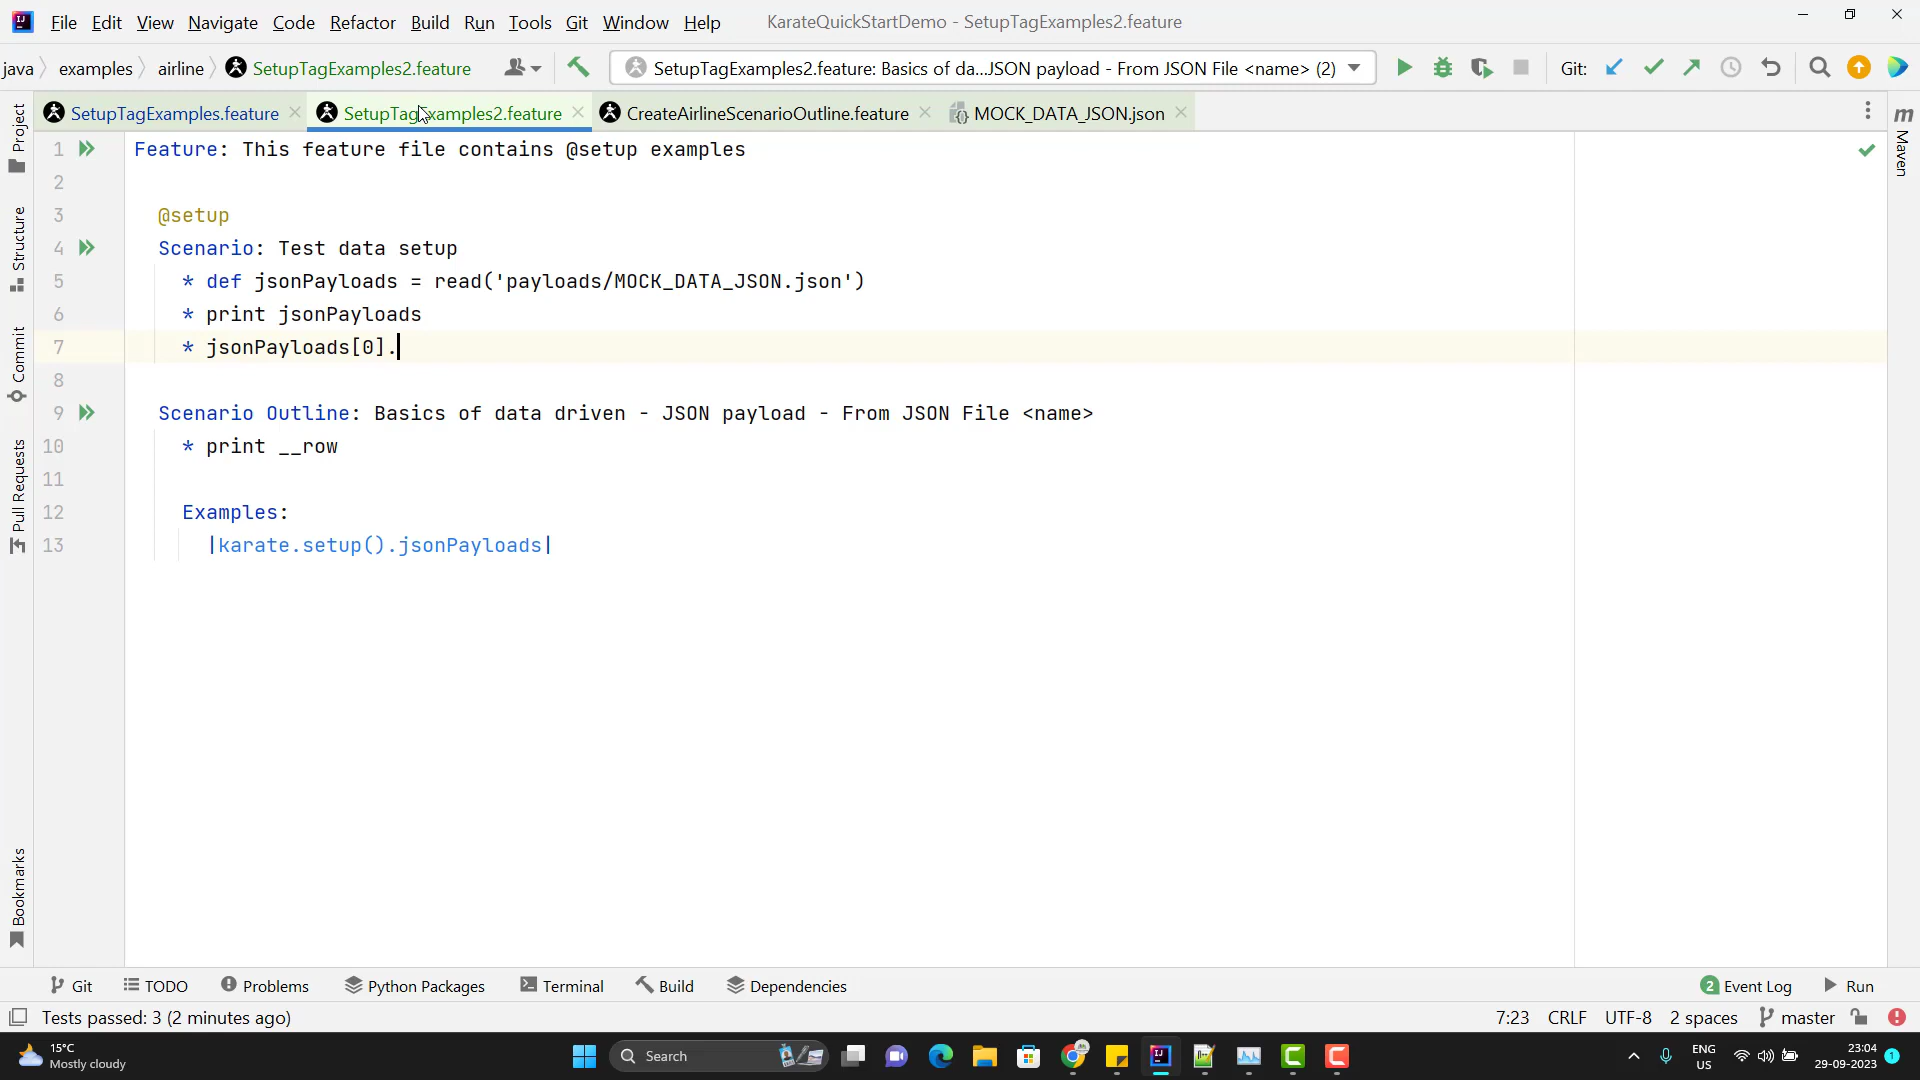 File Edit View Navigate Code Refactor Build Run Tools Git Window Help KarateQuickStartDemo - SetupTagExamples2.feature
java examples airline SetupTagExamples2.feature SetupTagExamples2.feature: Basics of da...JSON payload - From JSON File <name> (2) Git:
SetupTagExamples.feature SetupTagExamples2.feature CreateAirlineScenarioOutline.feature MOCK_DATA_JSON.json
1 Feature: This feature file contains @setup examples
2
3 @setup
4 Scenario: Test data setup
5 * def jsonPayloads = read('payloads/MOCK_DATA_JSON.json')
6 * print jsonPayloads
7 * jsonPayloads[0].
8
9 Scenario Outline: Basics of data driven - JSON payload - From JSON File <name>
10 * print __row
11
12 Examples:
13 |karate.setup().jsonPayloads|
Project
Structure
Commit
Pull Requests
Bookmarks
m Maven
Git TODO Problems Python Packages Terminal Build Dependencies 2 Event Log Run
Tests passed: 3 (2 minutes ago) 7:23 CRLF UTF-8 2 spaces master
15°C
Mostly cloudy
Search
ENG
US
23:04
29-09-2023
1